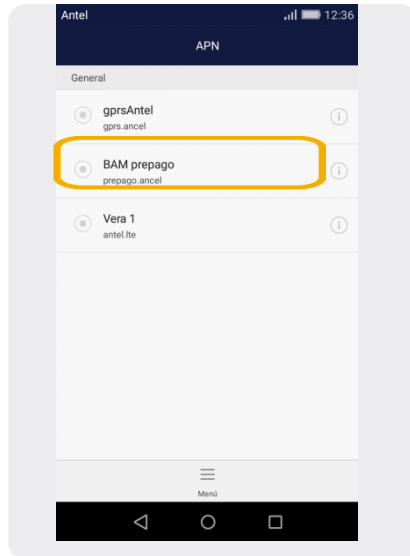 Antel 12:36
APN
General
gprsAntel
gprs.ancel
BAM prepago
prepago.ancel
Vera 1
antel.lte
Menú